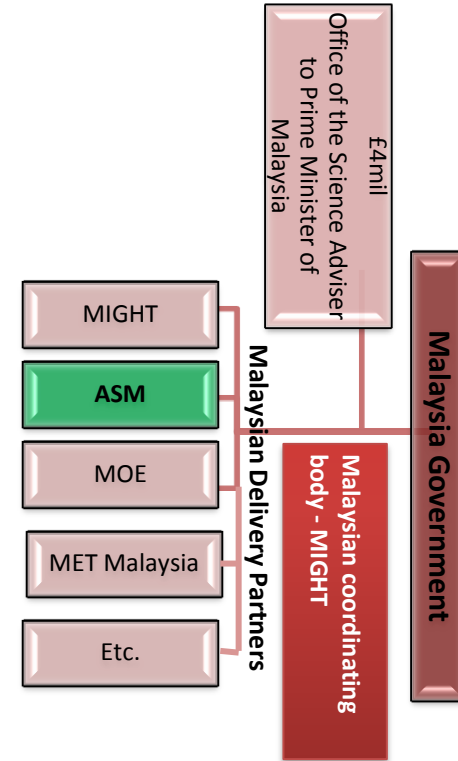 Malaysia Government
£4mil
Office of the Science Adviser
to Prime Minister of
Malaysia
Malaysian coordinating
body - MIGHT
Malaysian Delivery Partners
MIGHT
ASM
MOE
MET Malaysia
Etc.